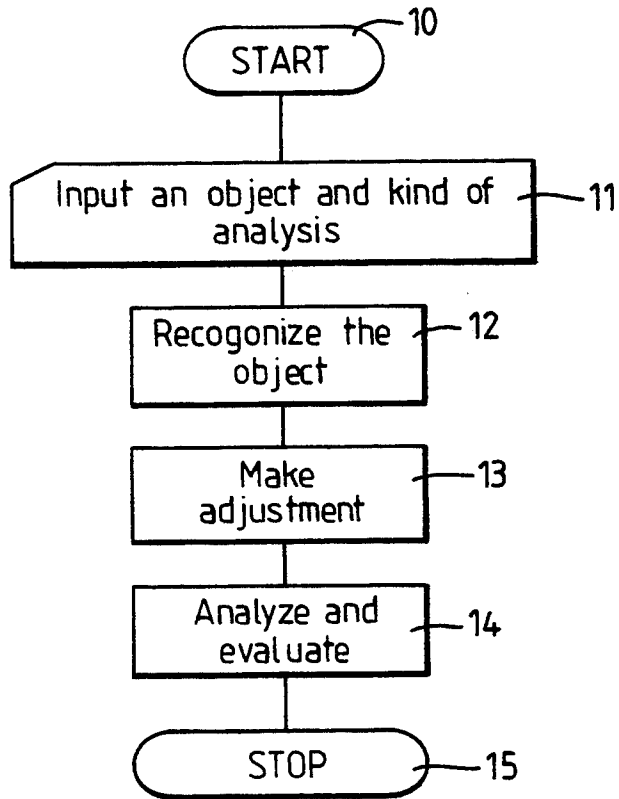 10
START
Input an object and kind of
analysis
11
Recogonize the
object
12
Make
adjustment
13
Analyze and
evaluate
14
STOP
15